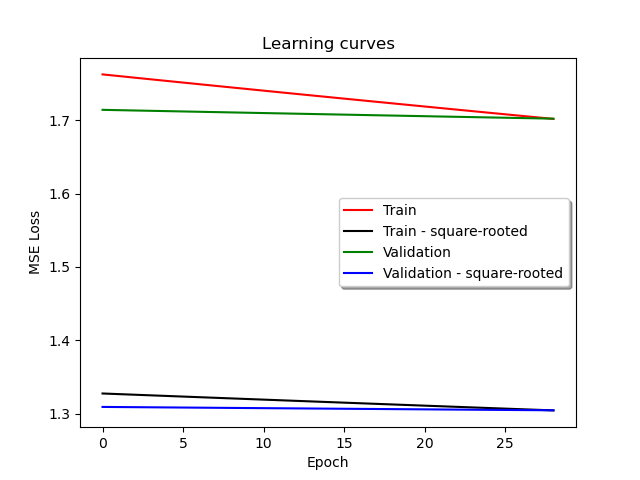 Learning curves
MSE Loss
1.7
1.6
1.5
1.4
1.3
Train
Train - square-rooted
Validation
Validation - square-rooted
0 5 10 15 20 25
Epoch